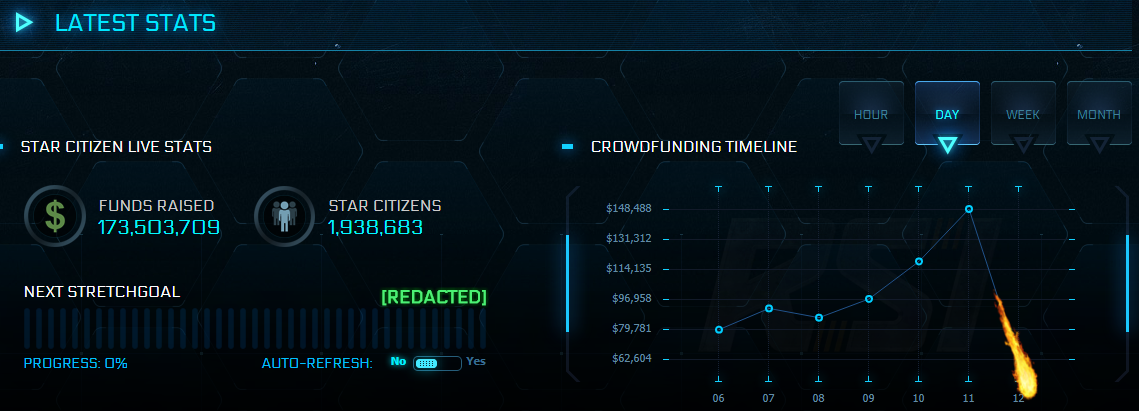 LATEST STATS
HOUR
DAY
WEEK
MONTH
STAR CITIZEN LIVE STATS
CROWDFUNDING TIMELINE
FUNDS RAISED
173,503,709
STAR CITIZENS
1,938,683
$148,488
$131,312
$114,135
$96,958
$79,781
$62,604
NEXT STRETCHGOAL
[REDACTED]
PROGRESS: 0%
AUTO-REFRESH:
No
Yes
06 07 08 09 10 11 12